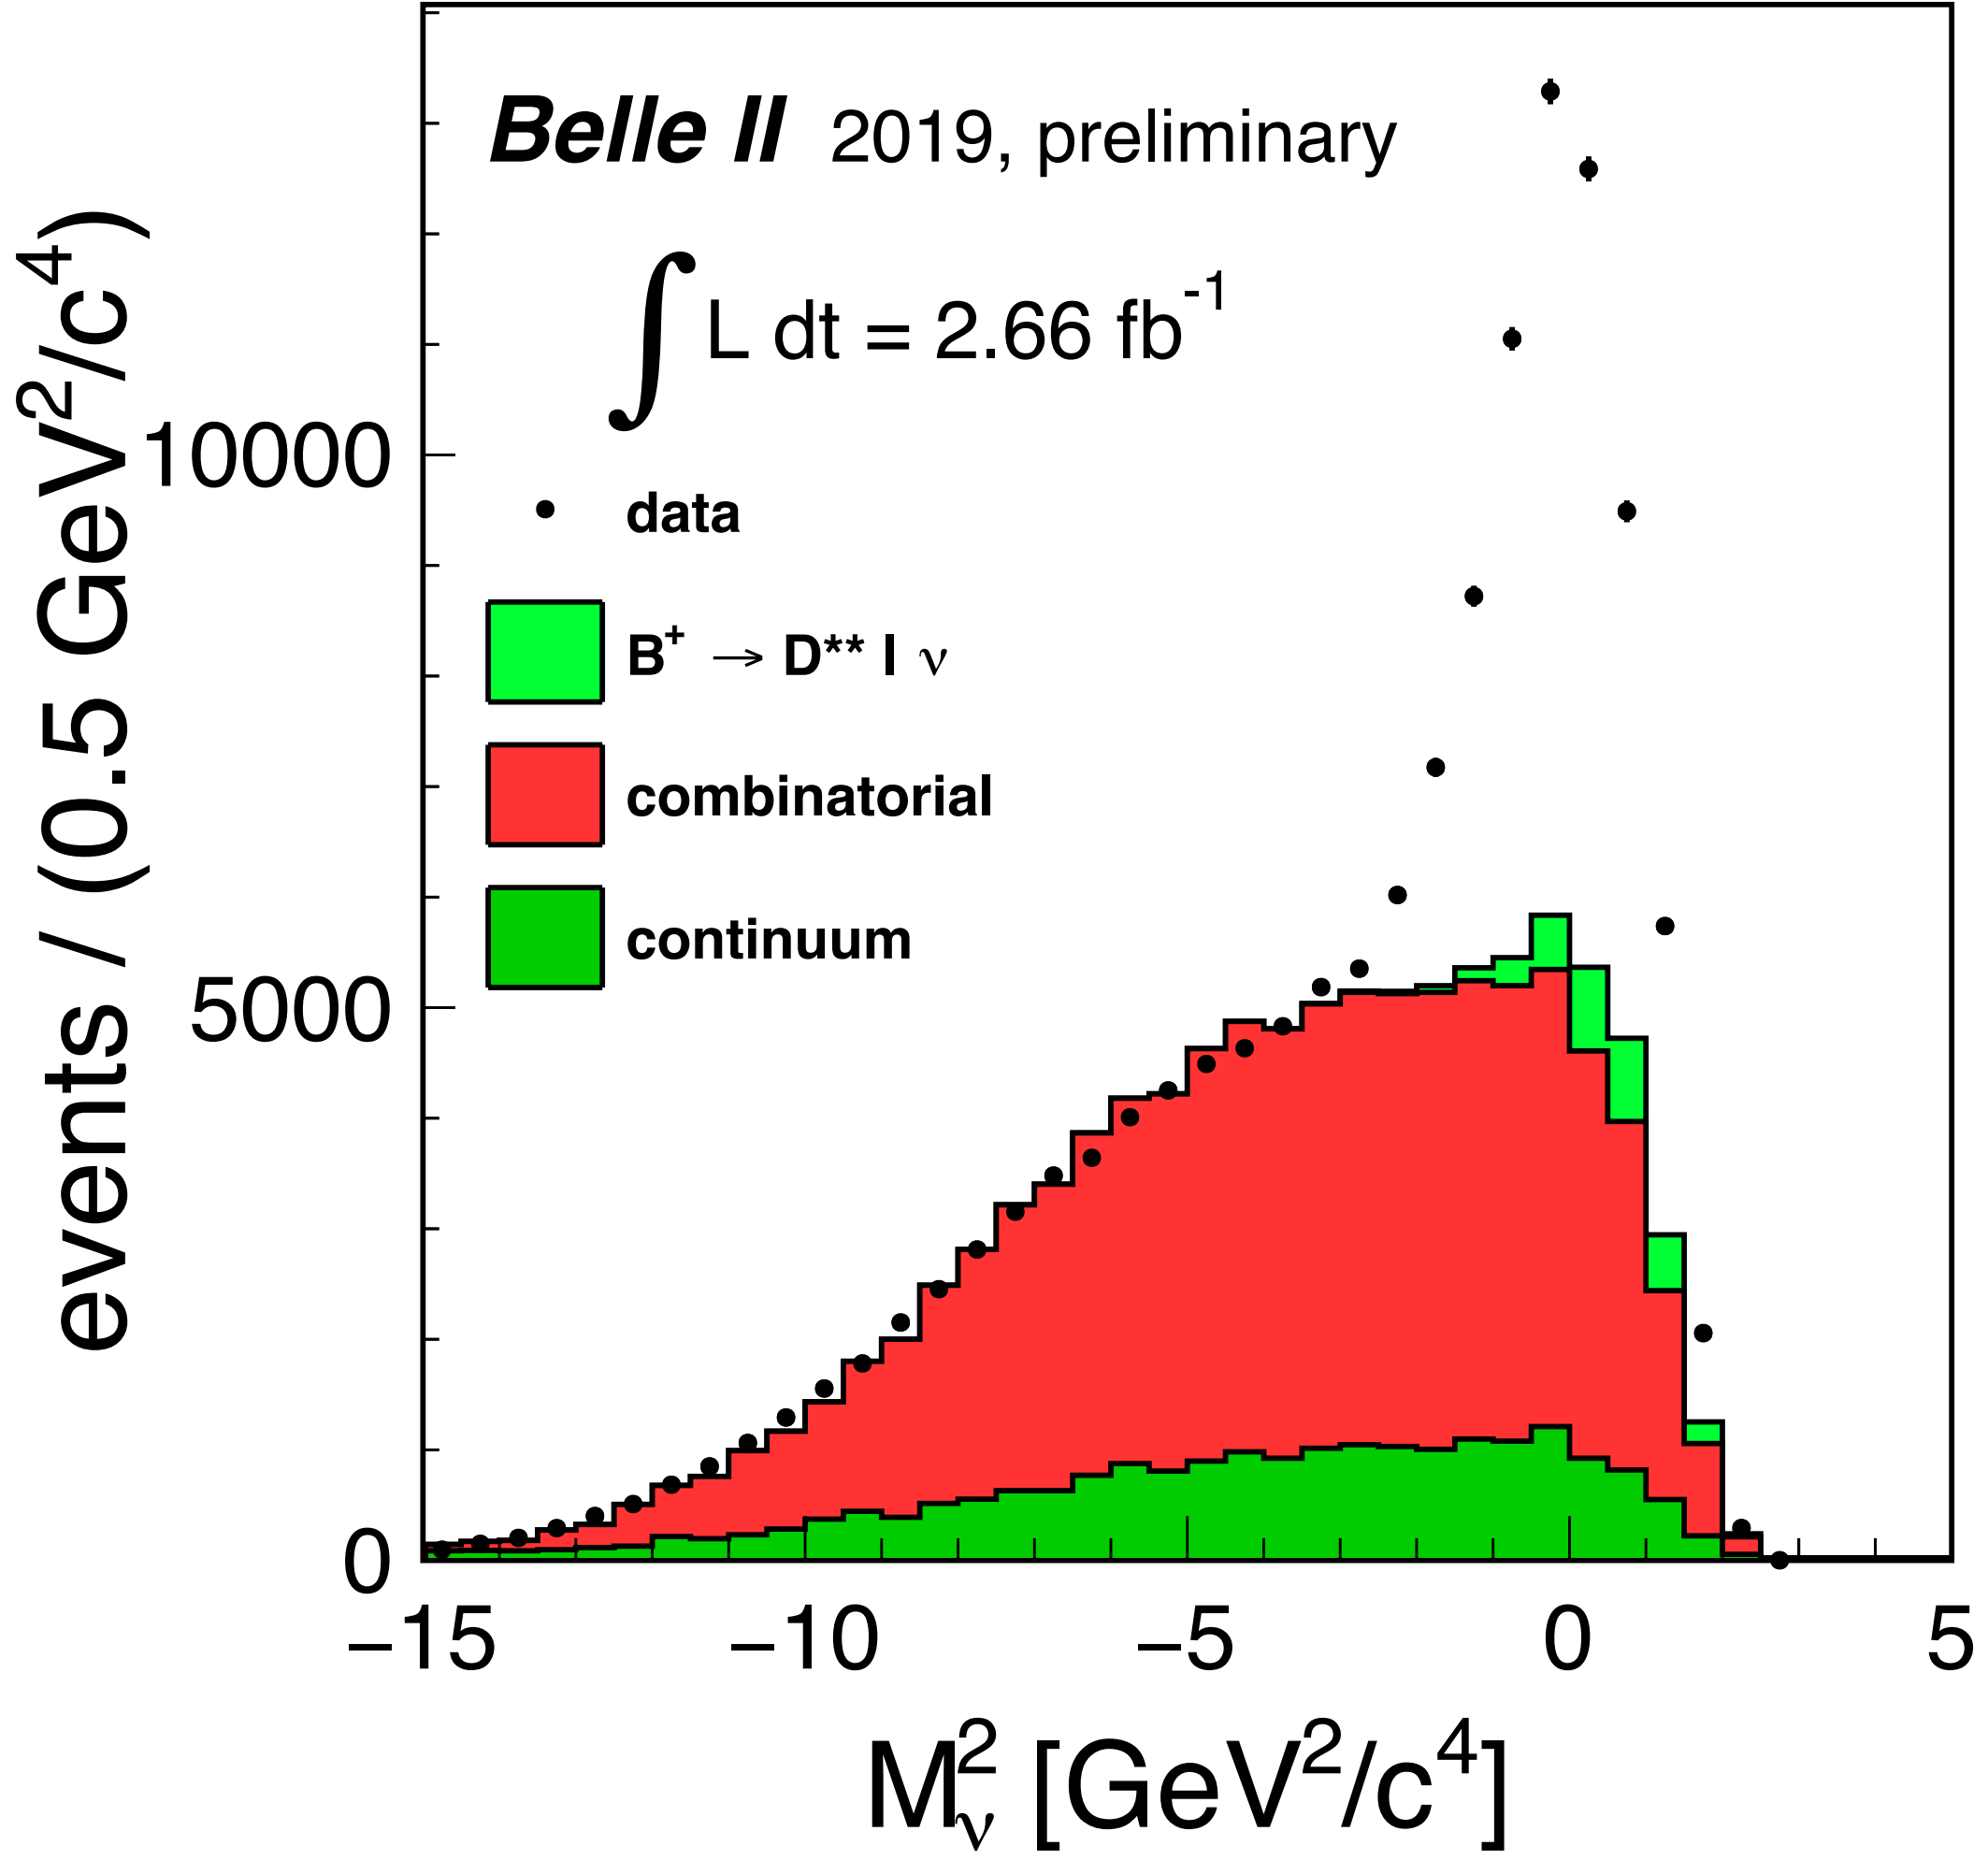 Belle II 2019, preliminary
∫ L dt = 2.66 fb⁻¹
data
B⁺ → D** l ν
combinatorial
continuum
events / (0.5 GeV²/c⁴)
10000
5000
0
−15 −10 −5 0 5
M²ᵥ [GeV²/c⁴]